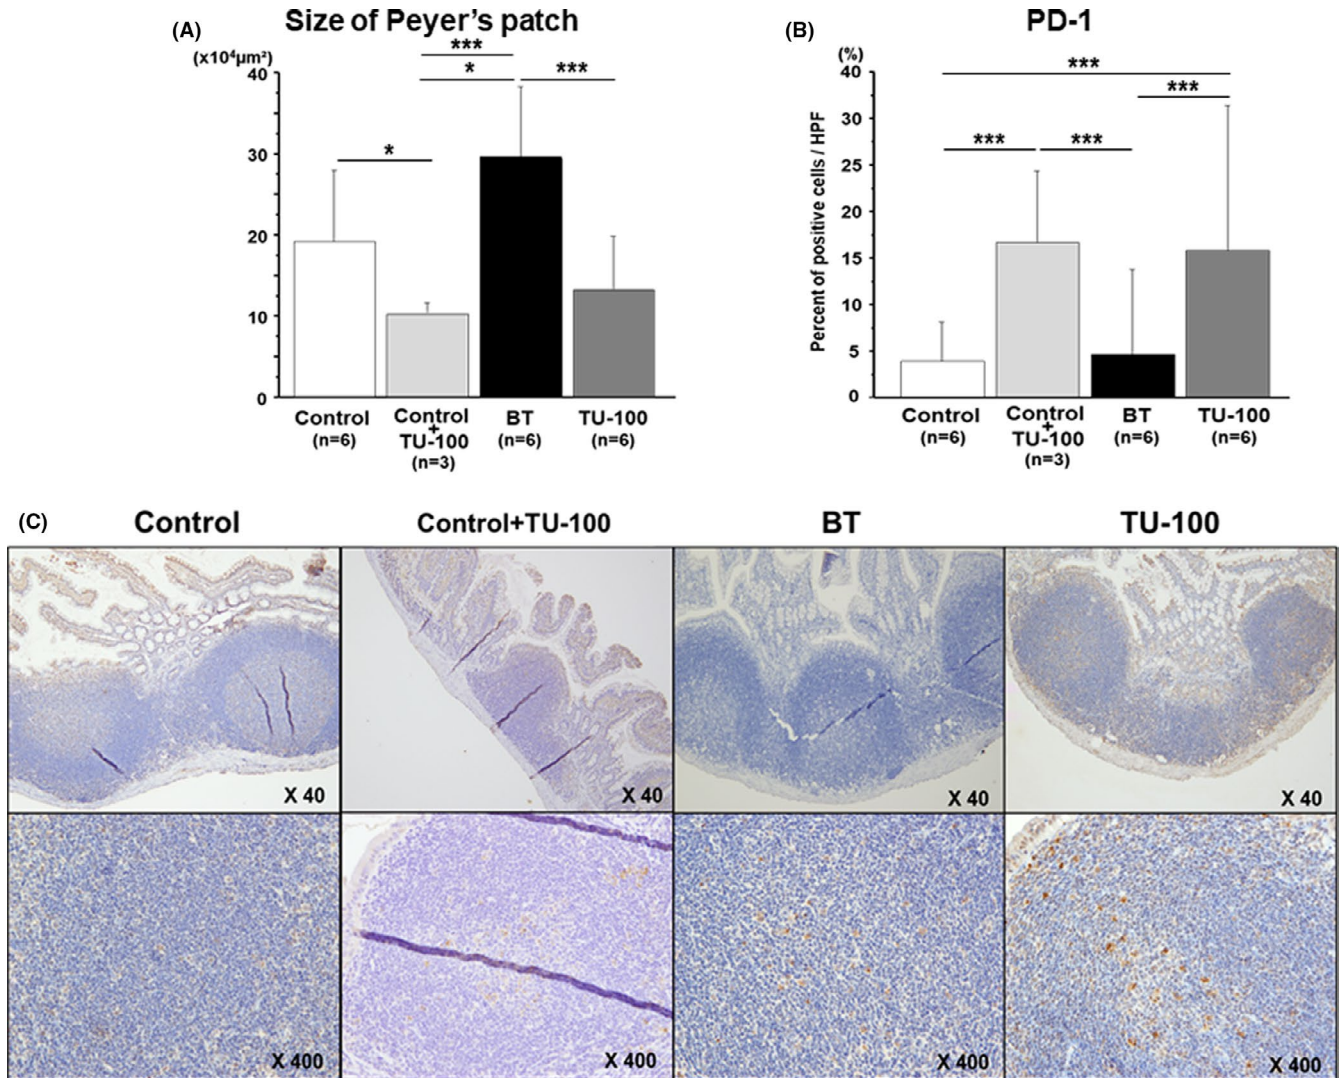 (A)
Size of Peyer's patch
(x10⁴µm²)
***
* ***
*
40
30
20
10
0
Control
(n=6)
Control
+
TU-100
(n=3)
BT
(n=6)
TU-100
(n=6)
(B)
PD-1
(%)
Percent of positive cells / HPF
***
***
*** ***
40
30
25
20
15
10
5
0
Control
(n=6)
Control
+
TU-100
(n=3)
BT
(n=6)
TU-100
(n=6)
(C)
Control
Control+TU-100
BT
TU-100
X 40
X 40
X 40
X 40
X 400
X 400
X 400
X 400